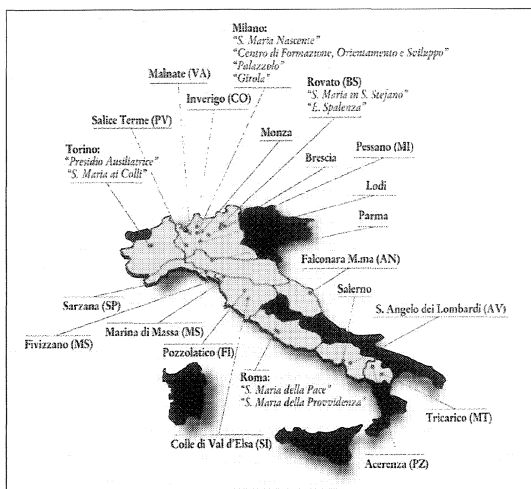 Milano:
"S. Maria Nascente"
"Centro di Formazione, Orientamento e Sviluppo"
"Palazzolo"
"Girola"
Malnate (VA)
Rovato (BS)
"S. Maria in S. Stefano"
"E. Spalenza"
Inverigo (CO)
Salice Terme (PV)
Monza
Pessano (MI)
Torino:
"Presidio Ausiliatrice"
"S. Maria ai Colli"
Brescia
Lodi
Parma
Falconara M.ma (AN)
Salerno
Sarzana (SP)
S. Angelo dei Lombardi (AV)
Marina di Massa (MS)
Fivizzano (MS)
Pozzolatico (FI)
Roma:
"S. Maria della Pace"
"S. Maria della Provvidenza"
Tricarico (MT)
Colle di Val d'Elsa (SI)
Acerenza (PZ)